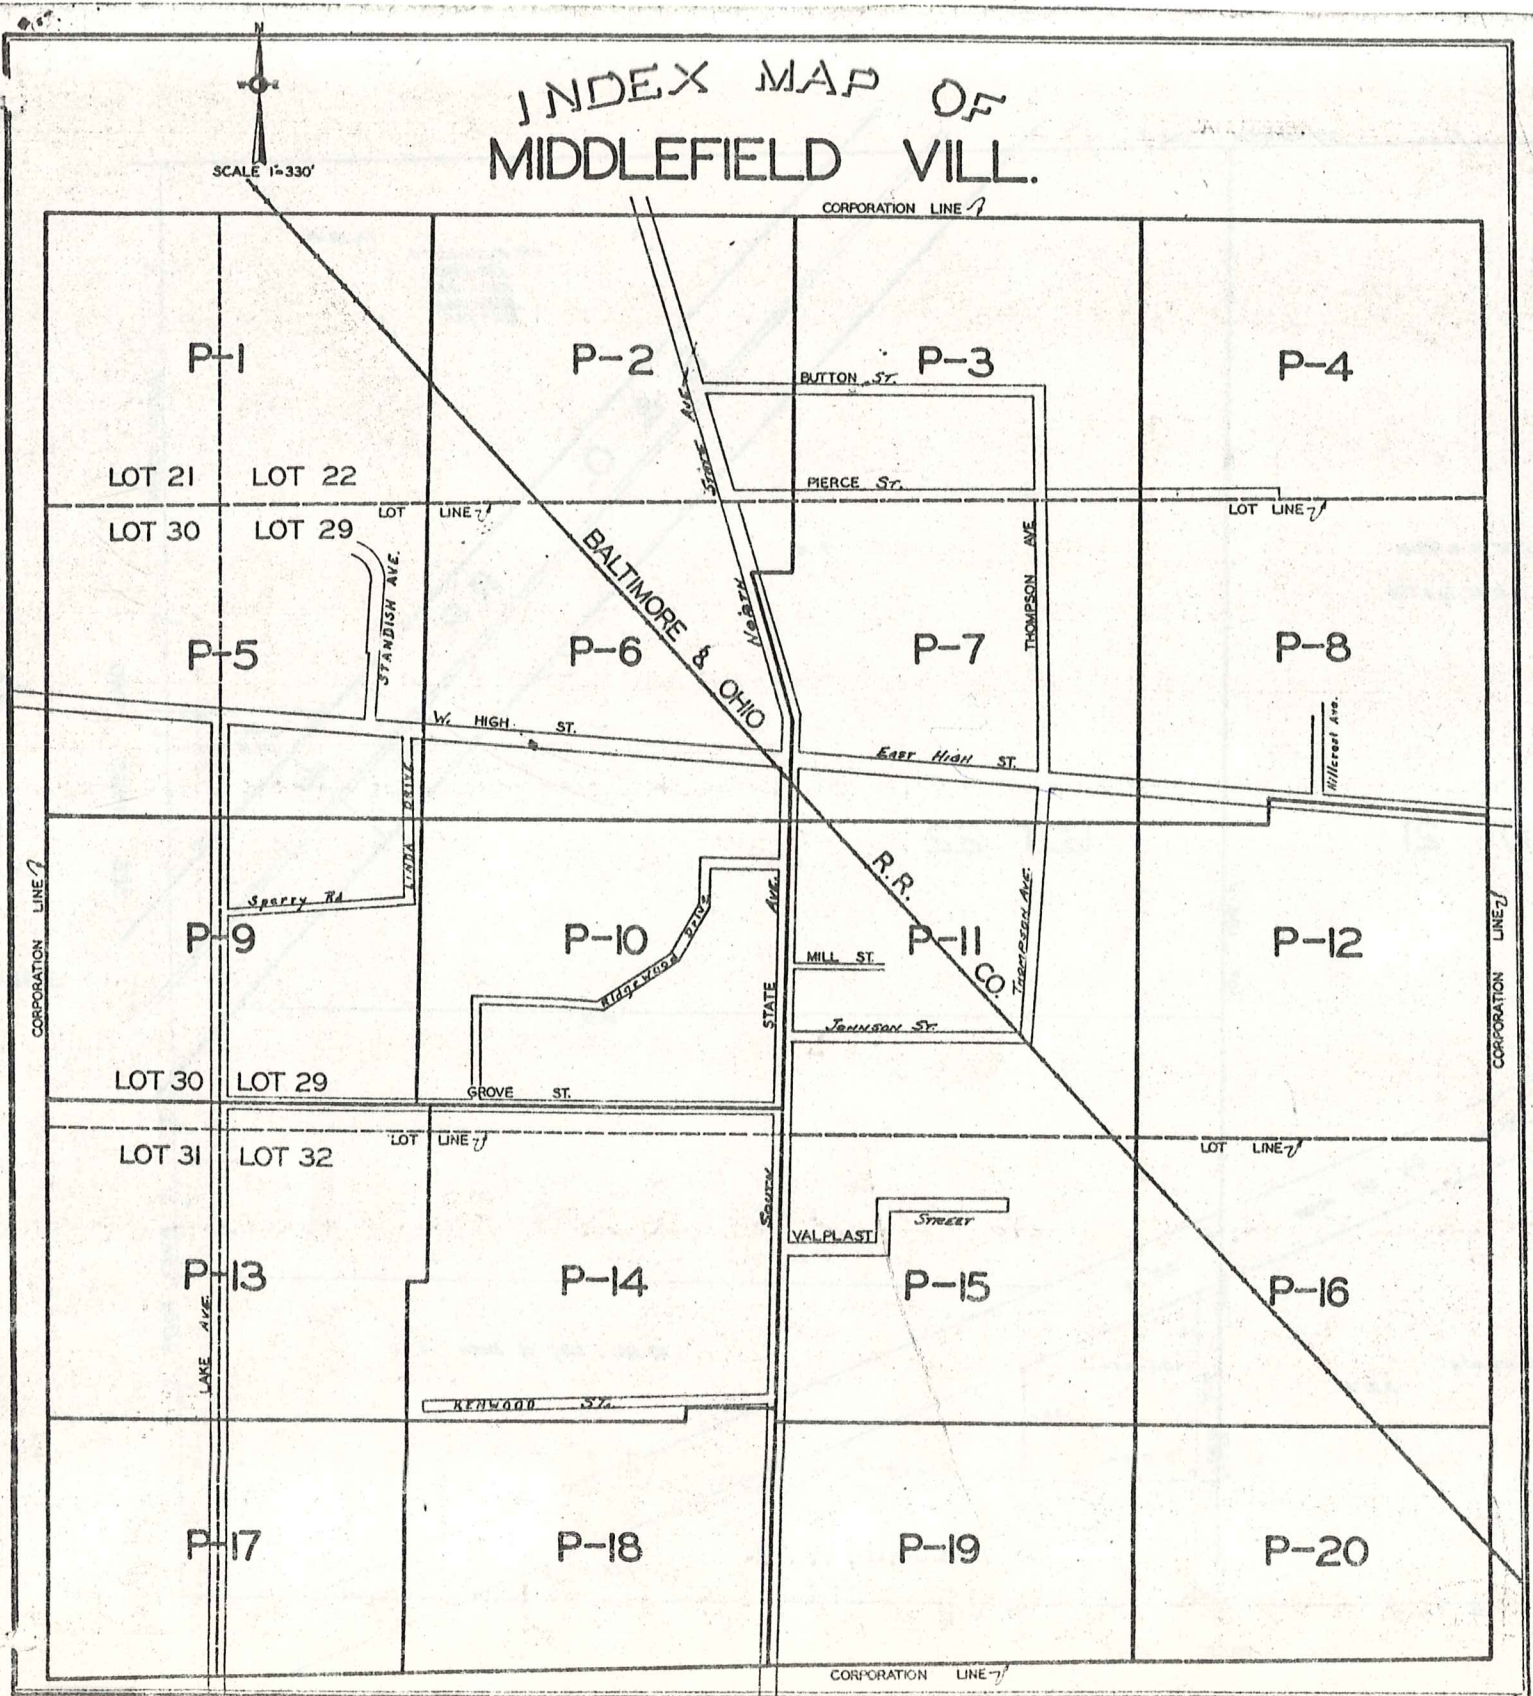 N
SCALE 1"=330'
INDEX MAP OF
MIDDLEFIELD VILL.
CORPORATION LINE
P-1
P-2
P-3
P-4
BUTTON ST.
STATE AVE.
LOT 21
LOT 22
PIERCE ST.
LOT LINE
LOT LINE
LOT 30
LOT 29
STANDISH AVE.
BALTIMORE & OHIO
NORTH
THOMPSON AVE
P-5
P-6
P-7
P-8
W. HIGH ST.
EAST HIGH ST.
Hillcrest Ave.
LINDA DRIVE
CORPORATION LINE
Sperry Rd
R.R.
CO.
P-9
P-10
P-11
P-12
RidgeWood DRIVE
AVE.
STATE
MILL ST.
THOMPSON AVE.
JOHNSON ST.
CORPORATION LINE
LOT 30
LOT 29
GROVE ST.
LOT LINE
LOT LINE
LOT 31
LOT 32
SOUTH
STREET
VALPLAST
P-13
P-14
P-15
P-16
LAKE AVE.
KENWOOD ST.
P-17
P-18
P-19
P-20
CORPORATION LINE